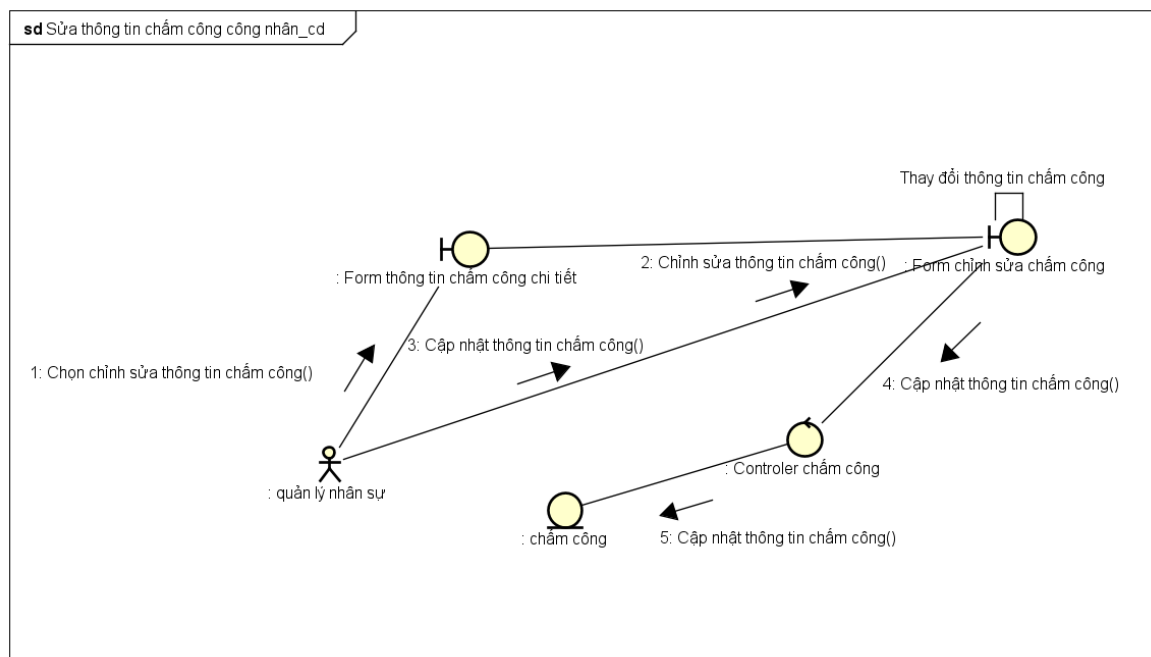 sd Sửa thông tin chấm công công nhân_cd
Thay đổi thông tin chấm công
2: Chỉnh sửa thông tin chấm công()
: Form chỉnh sửa chấm công
: Form thông tin chấm công chi tiết
3: Cập nhật thông tin chấm công()
1: Chọn chỉnh sửa thông tin chấm công()
4: Cập nhật thông tin chấm công()
: Controler chấm công
: quản lý nhân sự
: chấm công
5: Cập nhật thông tin chấm công()